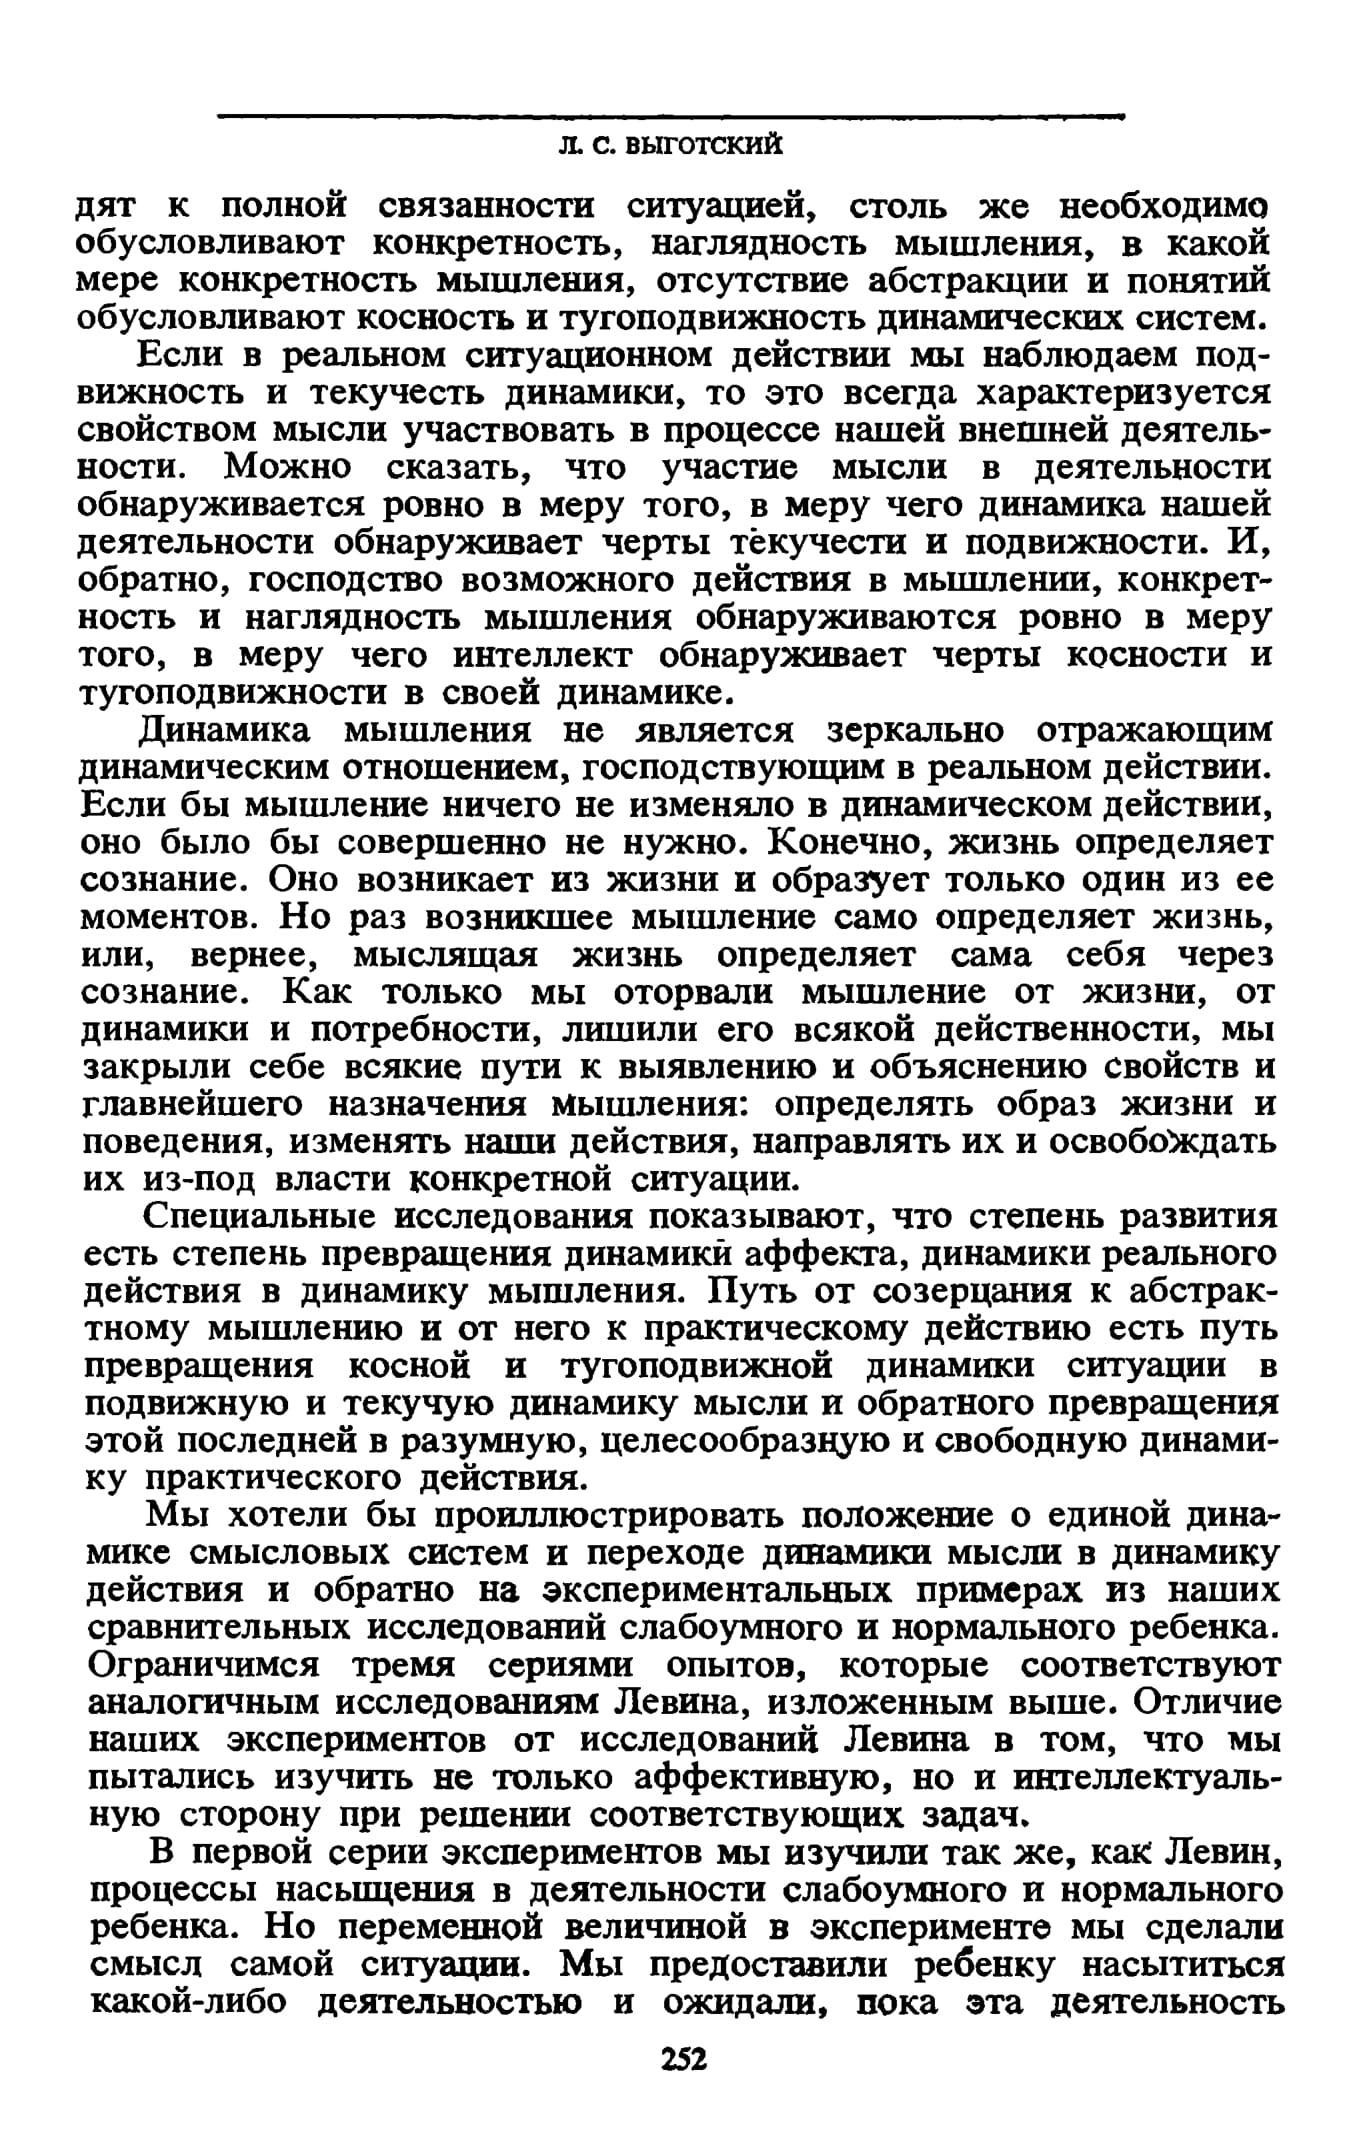 Л. С. ВЫГОТСКИЙ
дят к полной связанности ситуацией, столь же необходимо
обусловливают конкретность, наглядность мышления, в какой
мере конкретность мышления, отсутствие абстракции и понятий
обусловливают косность и тугоподвижность динамических систем.
Если в реальном ситуационном действии мы наблюдаем под-
вижность и текучесть динамики, то это всегда характеризуется
свойством мысли участвовать в процессе нашей внешней деятель-
ности. Можно сказать, что участие мысли в деятельности
обнаруживается ровно в меру того, в меру чего динамика нашей
деятельности обнаруживает черты текучести и подвижности. И,
обратно, господство возможного действия в мышлении, конкрет-
ность и наглядность мышления обнаруживаются ровно в меру
того, в меру чего интеллект обнаруживает черты косности и
тугоподвижности в своей динамике.
Динамика мышления не является зеркально отражающим
динамическим отношением, господствующим в реальном действии.
Если бы мышление ничего не изменяло в динамическом действии,
оно было бы совершенно не нужно. Конечно, жизнь определяет
сознание. Оно возникает из жизни и образует только один из ее
моментов. Но раз возникшее мышление само определяет жизнь,
или, вернее, мыслящая жизнь определяет сама себя через
сознание. Как только мы оторвали мышление от жизни, от
динамики и потребности, лишили его всякой действенности, мы
закрыли себе всякие пути к выявлению и объяснению свойств и
главнейшего назначения мышления: определять образ жизни и
поведения, изменять наши действия, направлять их и освобождать
их из-под власти конкретной ситуации.
Специальные исследования показывают, что степень развития
есть степень превращения динамики аффекта, динамики реального
действия в динамику мышления. Путь от созерцания к абстрак-
тному мышлению и от него к практическому действию есть путь
превращения косной и тугоподвижной динамики ситуации в
подвижную и текучую динамику мысли и обратного превращения
этой последней в разумную, целесообразную и свободную динами-
ку практического действия.
Мы хотели бы проиллюстрировать положение о единой дина-
мике смысловых систем и переходе динамики мысли в динамику
действия и обратно на экспериментальных примерах из наших
сравнительных исследований слабоумного и нормального ребенка.
Ограничимся тремя сериями опытов, которые соответствуют
аналогичным исследованиям Левина, изложенным выше. Отличие
наших экспериментов от исследований Левина в том, что мы
пытались изучить не только аффективную, но и интеллектуаль-
ную сторону при решении соответствующих задач.
В первой серии экспериментов мы изучили так же, как Левин,
процессы насыщения в деятельности слабоумного и нормального
ребенка. Но переменной величиной в эксперименте мы сделали
смысл самой ситуации. Мы предоставили ребенку насытиться
какой-либо деятельностью и ожидали, пока эта деятельность
252